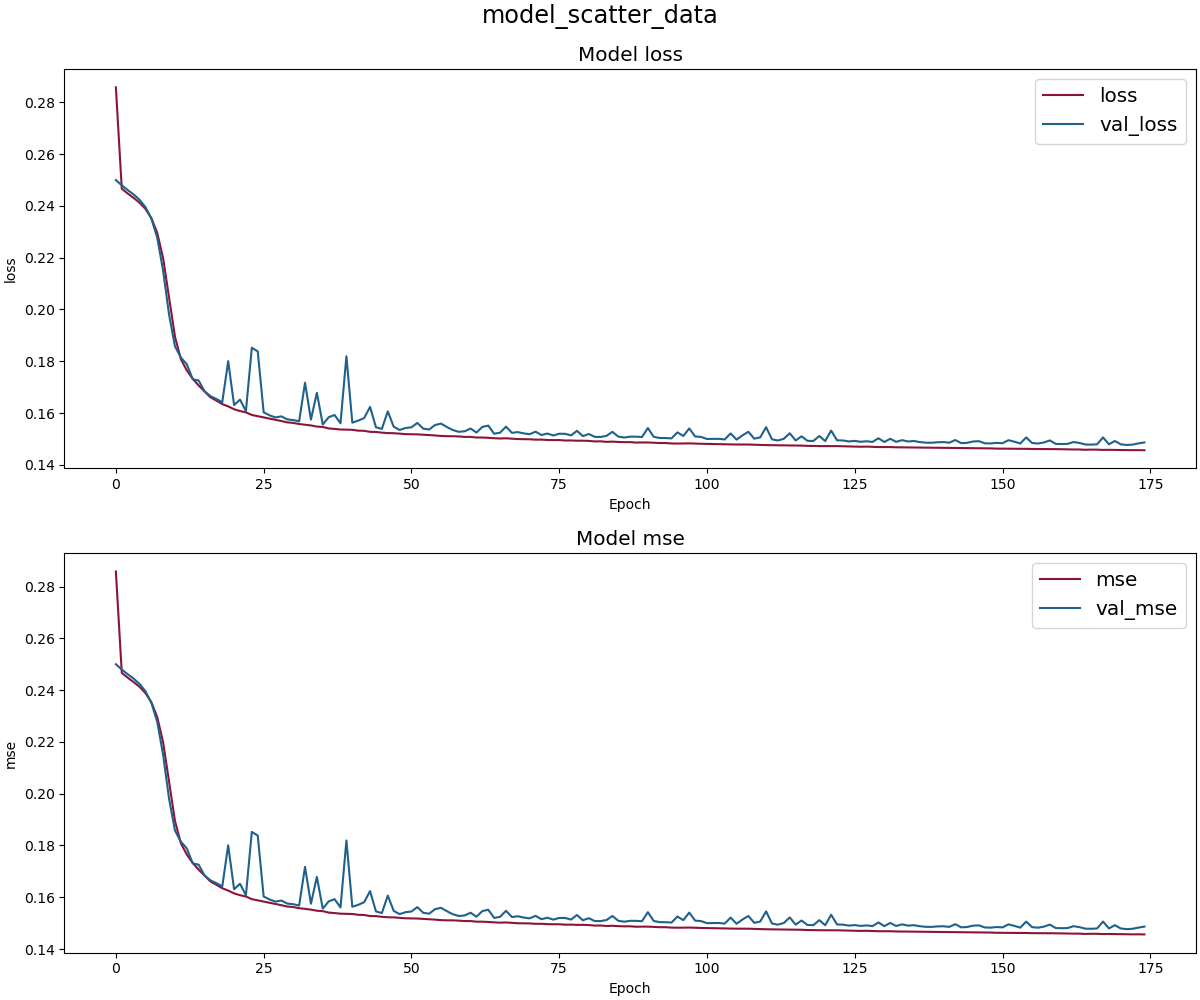 model_scatter_data
Model loss
loss
val_loss
0.28
0.26
0.24
0.22
0.20
0.18
0.16
0.14
loss
0 25 50 75 100 125 150 175
Epoch
Model mse
mse
val_mse
0.28
0.26
0.24
0.22
0.20
0.18
0.16
0.14
mse
0 25 50 75 100 125 150 175
Epoch